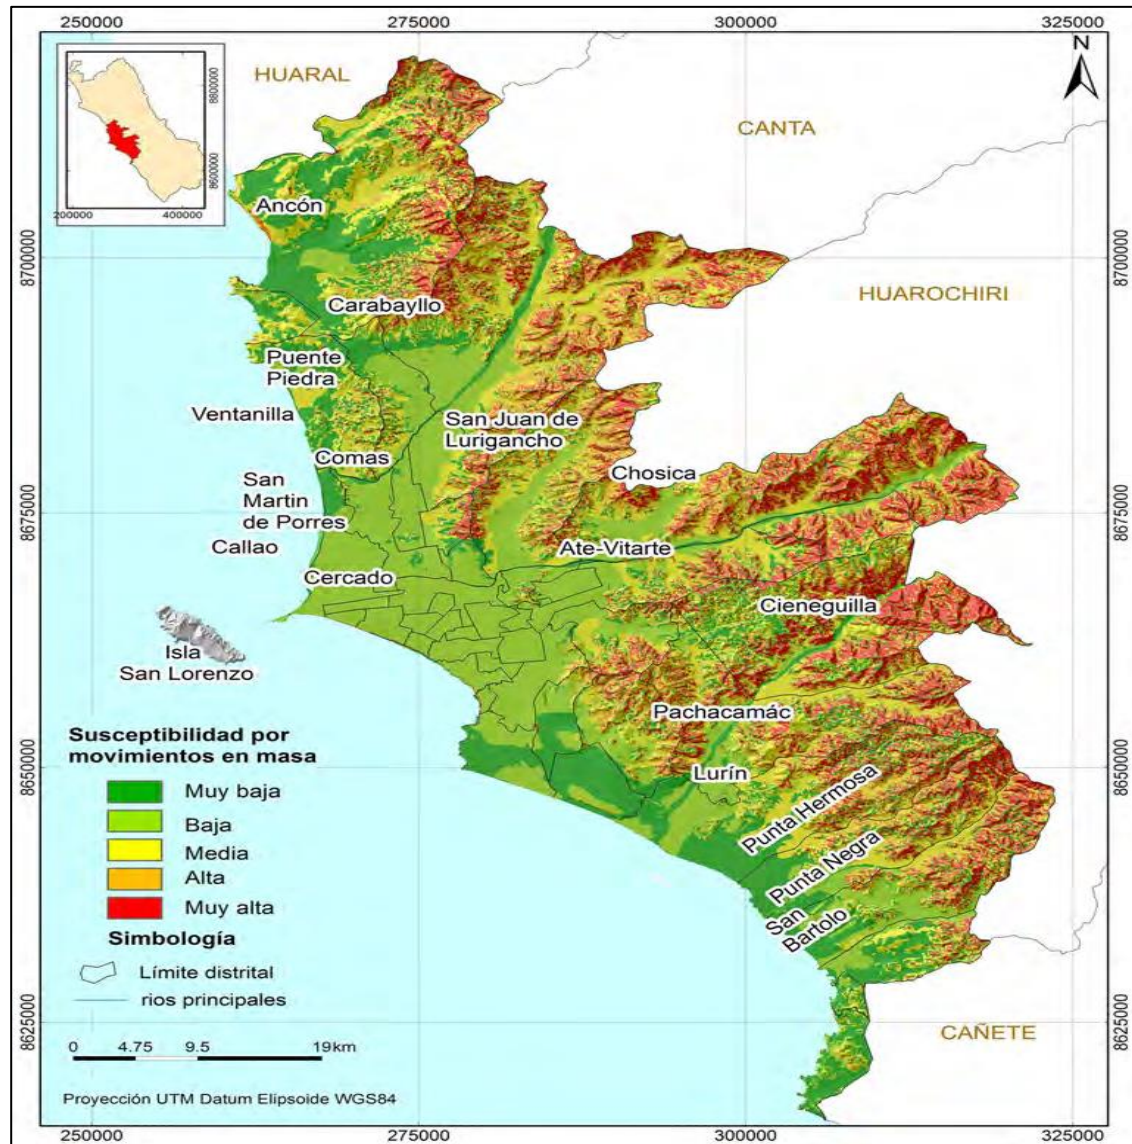 250000
275000
300000
325000
N
HUARAL
8800000
CANTA
8600000
200000
400000
Ancón
8700000
8700000
HUAROCHIRI
Carabayllo
Puente
Piedra
Ventanilla
San Juan de
Lurigancho
Comas
Chosica
San
Martin
de Porres
8675000
8675000
Callao
Ate-Vitarte
Cercado
Cieneguilla
Isla
San Lorenzo
Pachacamác
Susceptibilidad por
movimientos en masa
Muy baja
Baja
Media
Alta
Muy alta
Lurín
8650000
8650000
Punta Hermosa
Punta Negra
San
Bartolo
Simbología
Límite distrital
rios principales
8625000
8625000
CAÑETE
0 4.75 9.5 19km
Proyección UTM Datum Elipsoide WGS84
250000
275000
300000
325000